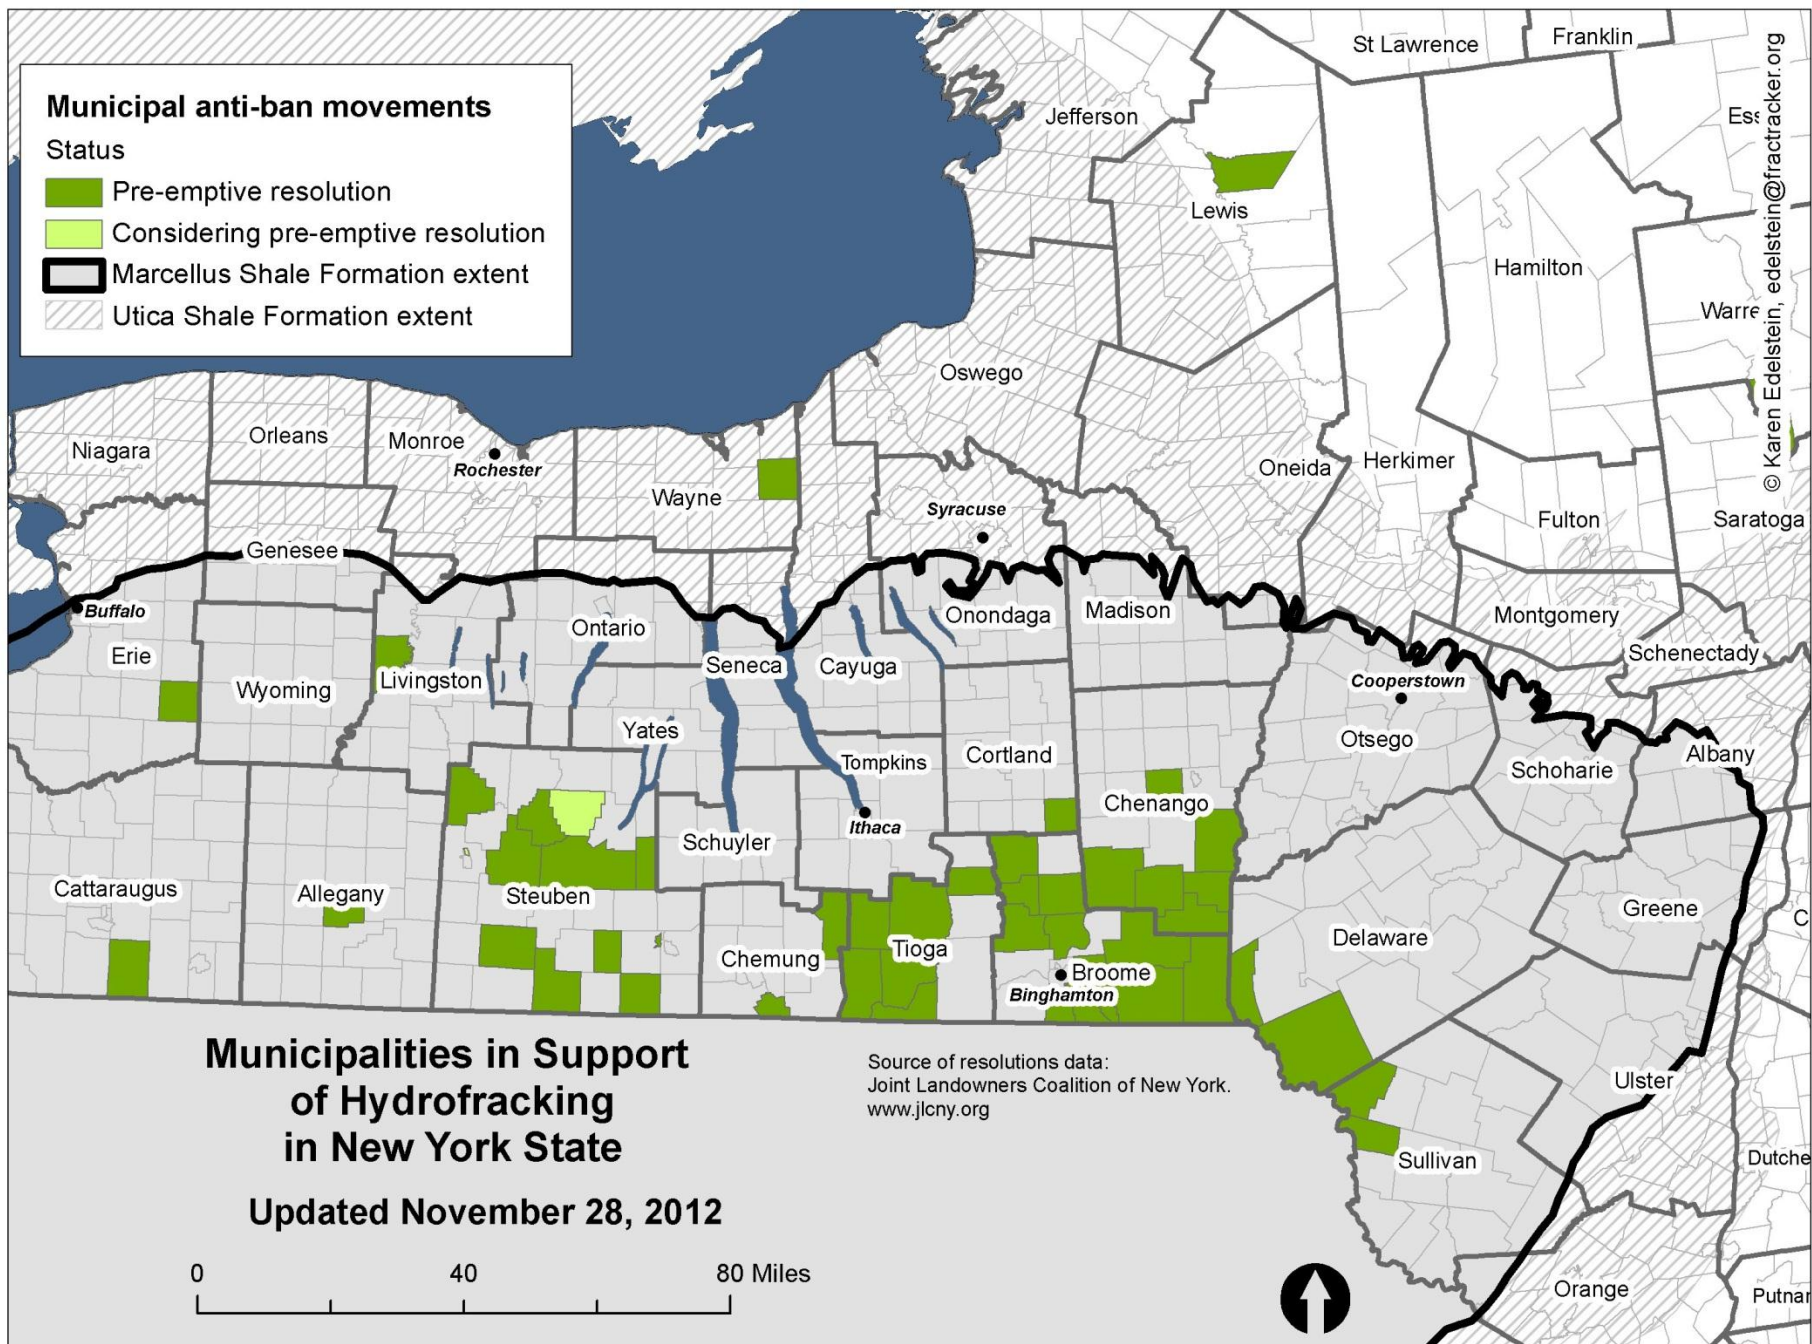 Municipal anti-ban movements
Status
Pre-emptive resolution
Considering pre-emptive resolution
Marcellus Shale Formation extent
Utica Shale Formation extent
St Lawrence
Franklin
Jefferson
Ess
Lewis
Hamilton
Warre
© Karen Edelstein, edelstein@fractracker.org
Oswego
Niagara
Orleans
Monroe
Rochester
Wayne
Oneida
Herkimer
Syracuse
Fulton
Saratoga
Genesee
Buffalo
Erie
Wyoming
Livingston
Ontario
Seneca
Cayuga
Onondaga
Madison
Montgomery
Schenectady
Cooperstown
Otsego
Yates
Tompkins
Cortland
Chenango
Schoharie
Albany
Ithaca
Schuyler
Cattaraugus
Allegany
Steuben
Chemung
Tioga
Broome
Binghamton
Delaware
Greene
C
Municipalities in Support
of Hydrofracking
in New York State
Updated November 28, 2012
Source of resolutions data:
Joint Landowners Coalition of New York.
www.jlcny.org
Ulster
Sullivan
Dutche
Orange
Putnar
0 40 80 Miles